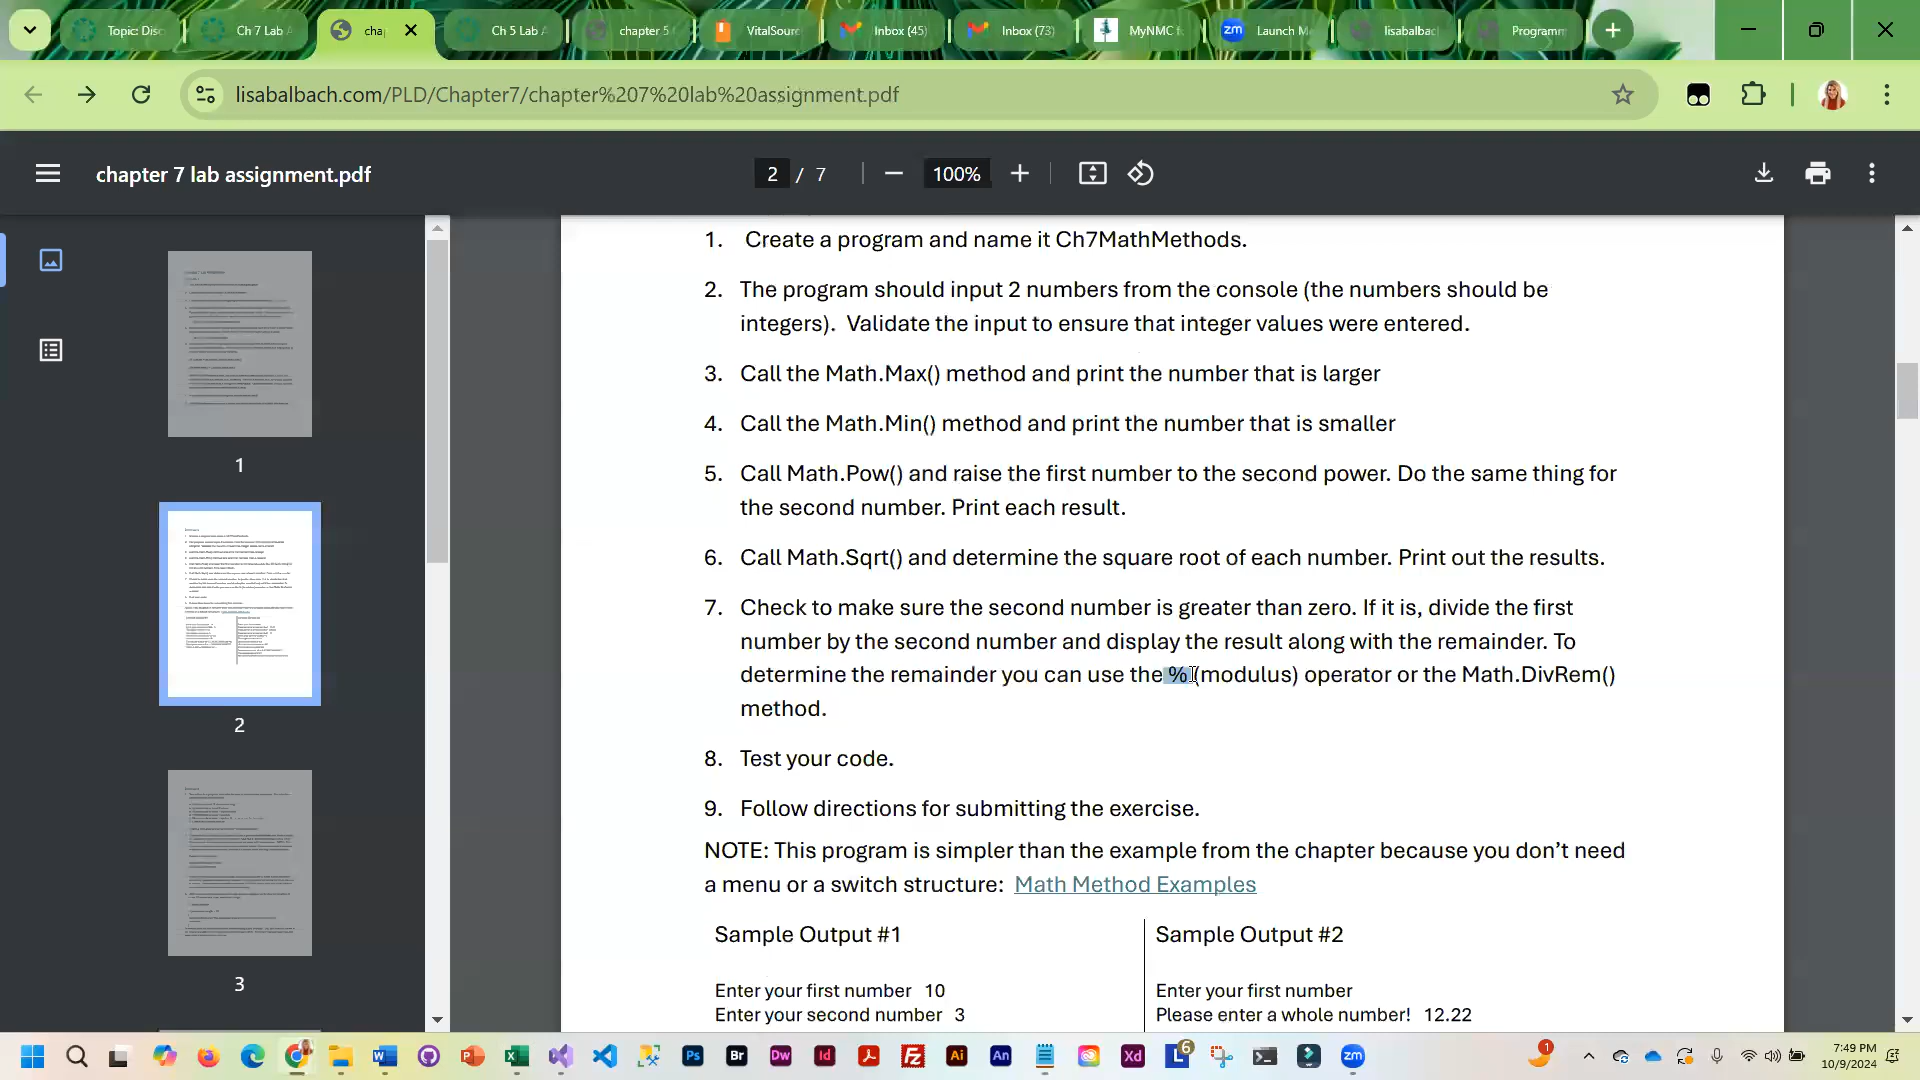 Topic: Disc
Ch 7 Lab A
cha
Ch 5 Lab A
chapter 5
VitalSourc
Inbox (45)
Inbox (73)
MyNMC f
zm
Launch M
lisabalbac
Programm
lisabalbach.com/PLD/Chapter7/chapter%207%20lab%20assignment.pdf
chapter 7 lab assignment.pdf
2 / 7
100%
1
2
3
1. Create a program and name it Ch7MathMethods.
2. The program should input 2 numbers from the console (the numbers should be
integers). Validate the input to ensure that integer values were entered.
3. Call the Math.Max() method and print the number that is larger
4. Call the Math.Min() method and print the number that is smaller
5. Call Math.Pow() and raise the first number to the second power. Do the same thing for
the second number. Print each result.
6. Call Math.Sqrt() and determine the square root of each number. Print out the results.
7. Check to make sure the second number is greater than zero. If it is, divide the first
number by the second number and display the result along with the remainder. To
determine the remainder you can use the % (modulus) operator or the Math.DivRem()
method.
8. Test your code.
9. Follow directions for submitting the exercise.
NOTE: This program is simpler than the example from the chapter because you don’t need
a menu or a switch structure: Math Method Examples
Sample Output #1
Enter your first number 10
Enter your second number 3
Sample Output #2
Enter your first number
Please enter a whole number! 12.22
Ps
Br
Dw
Id
Fz
Ai
An
Xd
L
6
zm
1
7:49 PM
10/9/2024